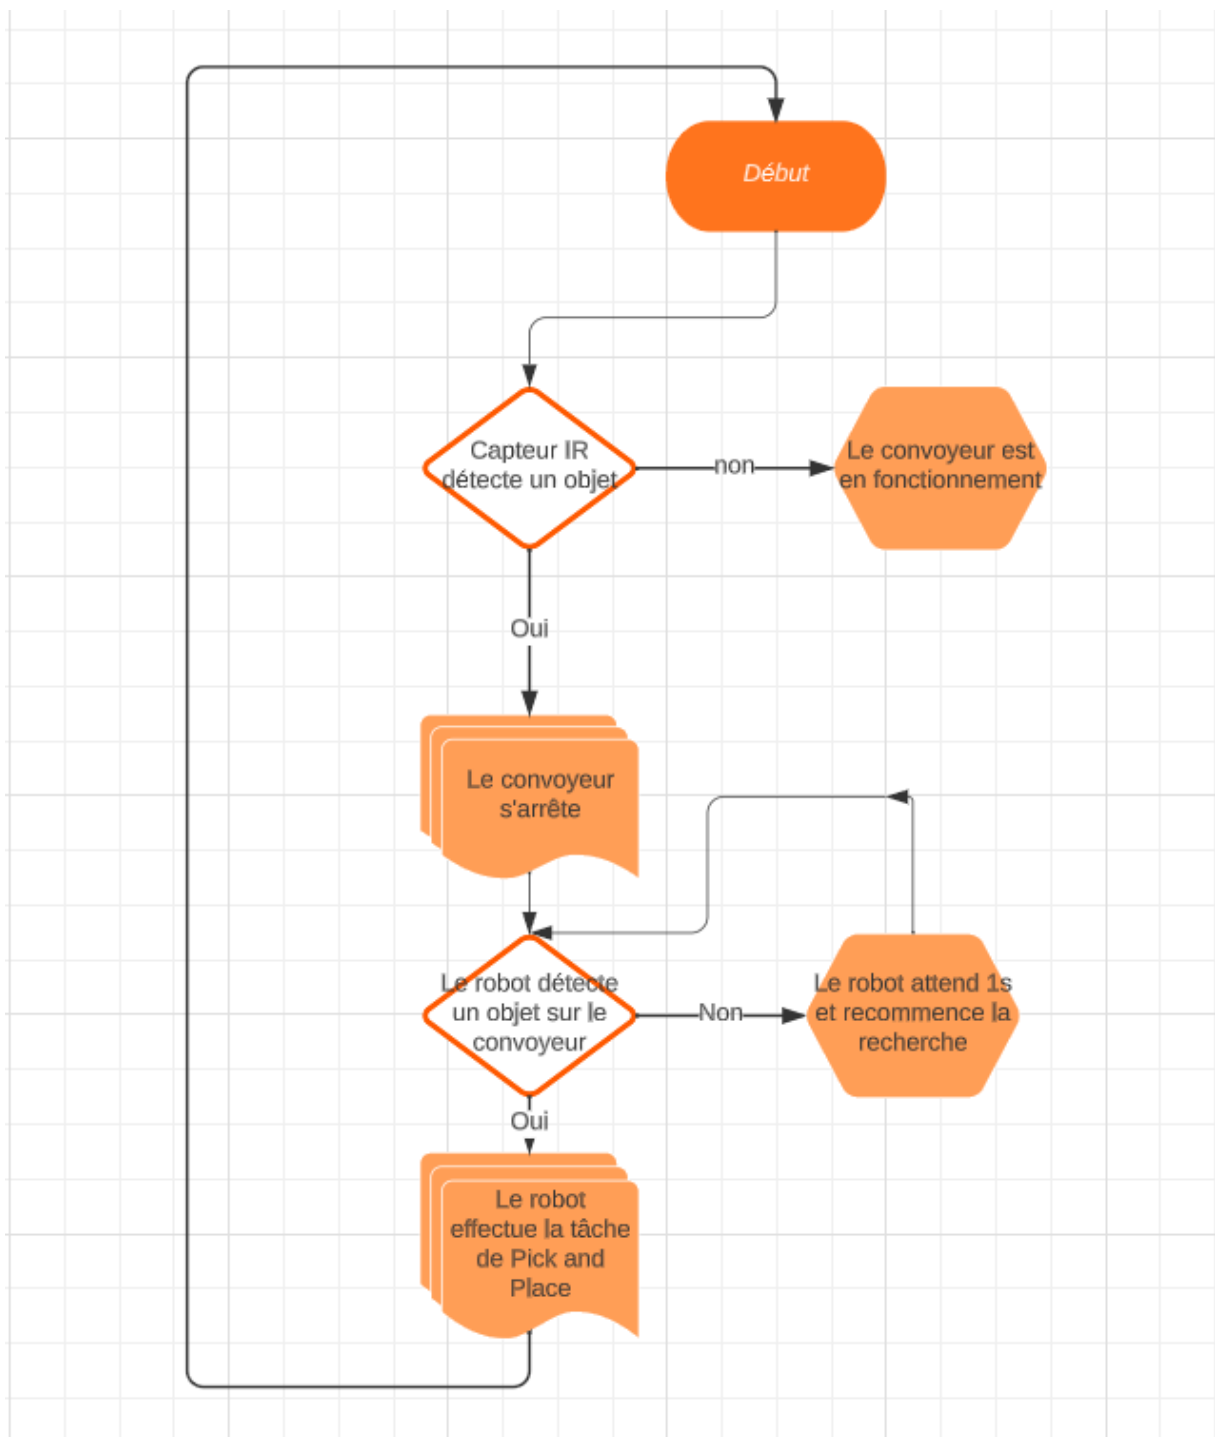 Début
Capteur IR
détecte un objet
non
Le convoyeur est
en fonctionnement
Oui
Le convoyeur
s'arrête
Le robot détecte
un objet sur le
convoyeur
Non
Le robot attend 1s
et recommence la
recherche
Oui
Le robot
effectue la tâche
de Pick and
Place